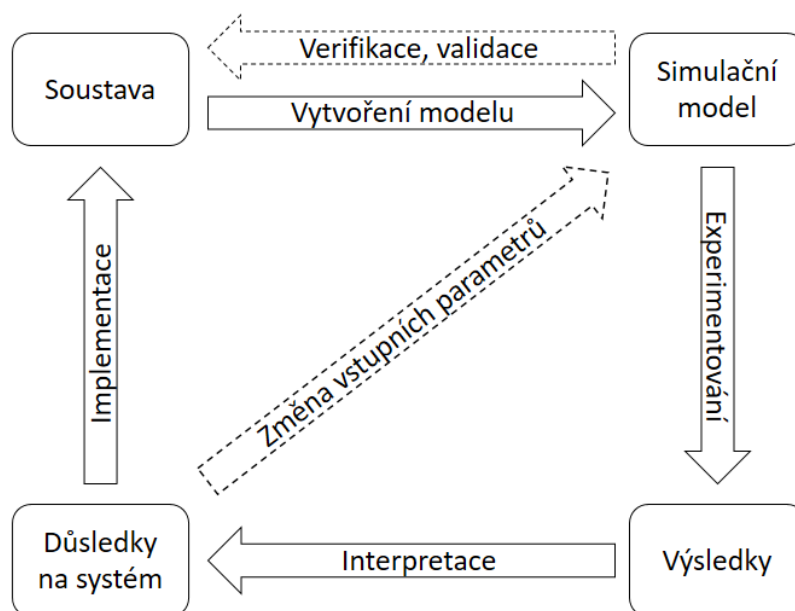 Verifikace, validace
Soustava
Vytvoření modelu
Simulační
model
Implementace
Změna vstupních parametrů
Experimentování
Důsledky
na systém
Interpretace
Výsledky